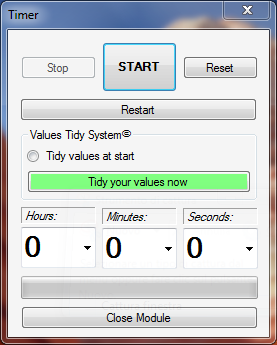 Timer
x
Stop START Reset
Restart
Values Tidy System©
Tidy values at start
Tidy your values now
Hours: Minutes: Seconds:
0 0 0
Close Module